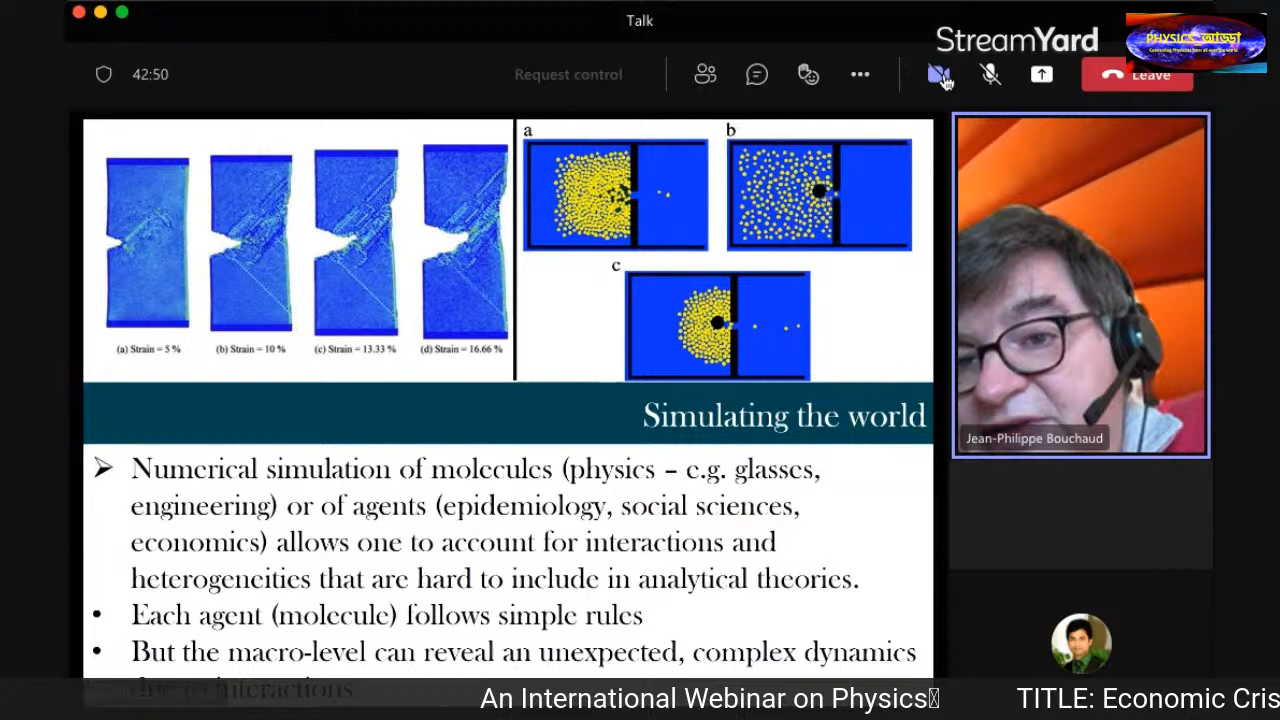 Talk
StreamYard
PHYSICS_আড্ডা
42:50
Request control
Leave
a
b
c
(a) Strain = 5 %
(b) Strain = 10 %
(c) Strain = 13.33 %
(d) Strain = 16.66 %
Simulating the world
Numerical simulation of molecules (physics – e.g. glasses,
engineering) or of agents (epidemiology, social sciences,
economics) allows one to account for interactions and
heterogeneities that are hard to include in analytical theories.
• Each agent (molecule) follows simple rules
• But the macro-level can reveal an unexpected, complex dynamics
due to interactions
Jean-Philippe Bouchaud
An International Webinar on Physics
TITLE: Economic Cris